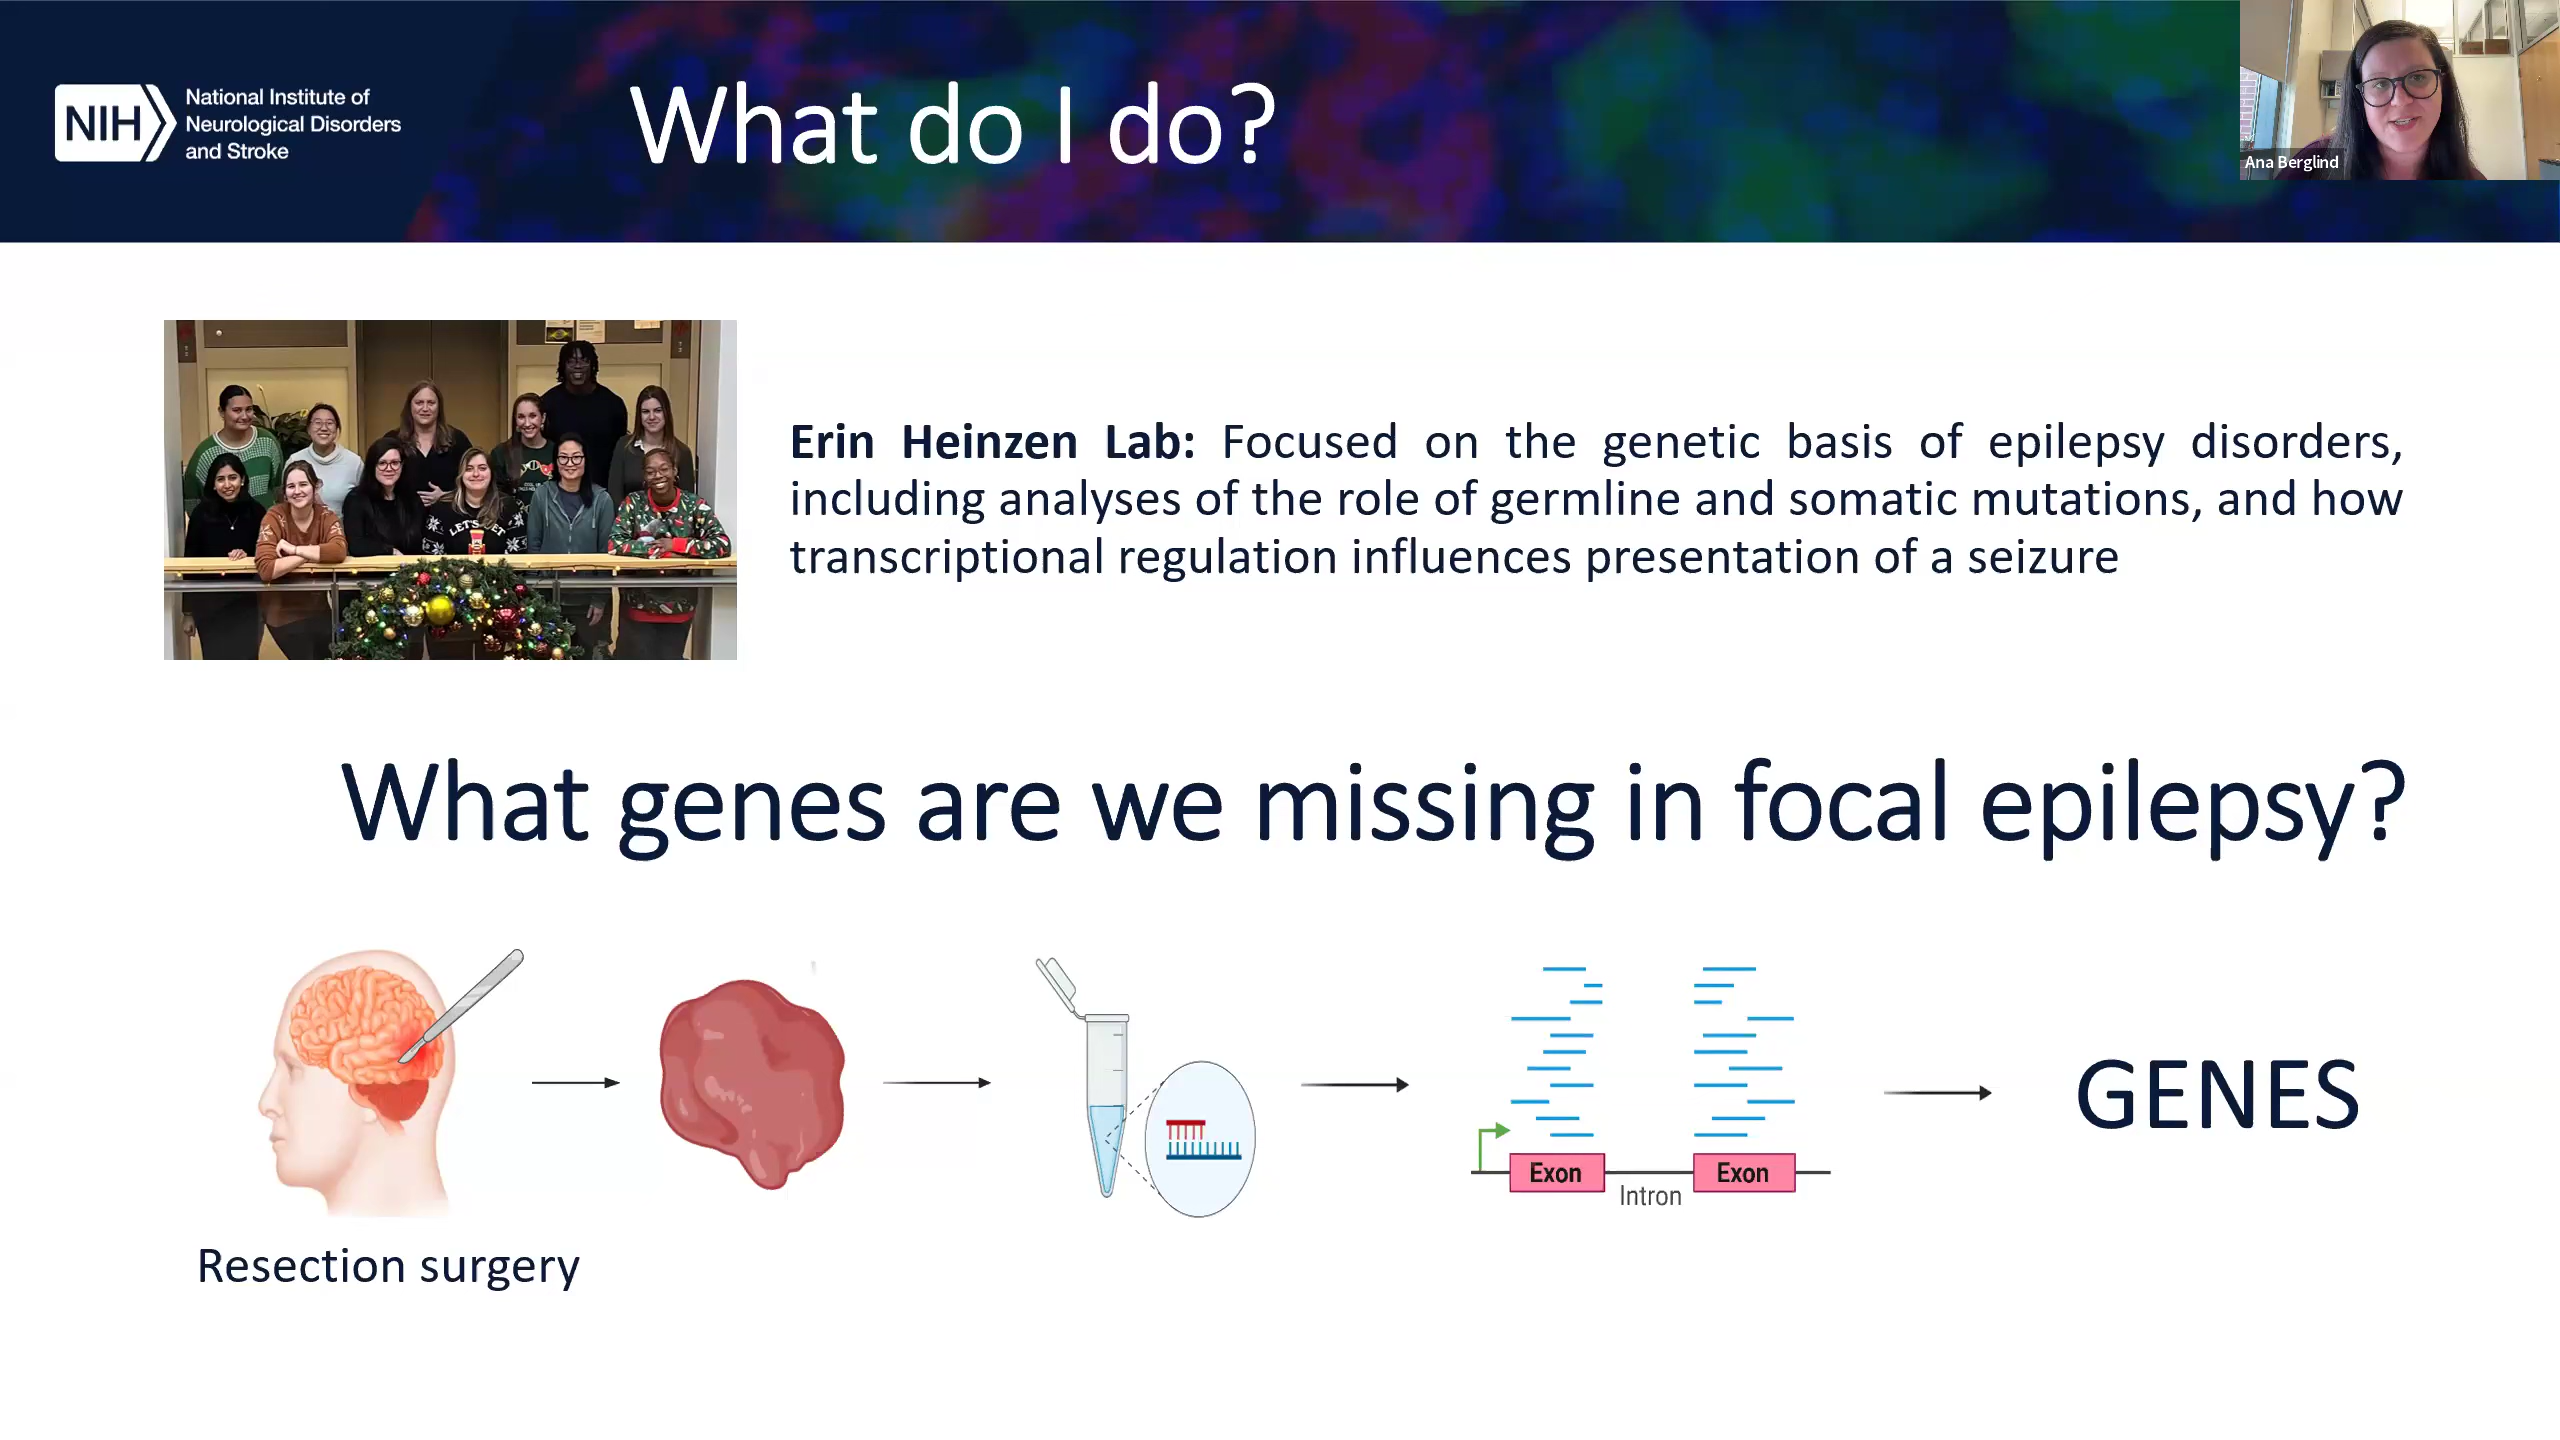 NIH
National Institute of
Neurological Disorders
and Stroke
What do I do?
Ana Berglind
LET'S GET
Erin Heinzen Lab: Focused on the genetic basis of epilepsy disorders,
including analyses of the role of germline and somatic mutations, and how
transcriptional regulation influences presentation of a seizure
What genes are we missing in focal epilepsy?
GENES
Exon
Intron
Exon
Resection surgery